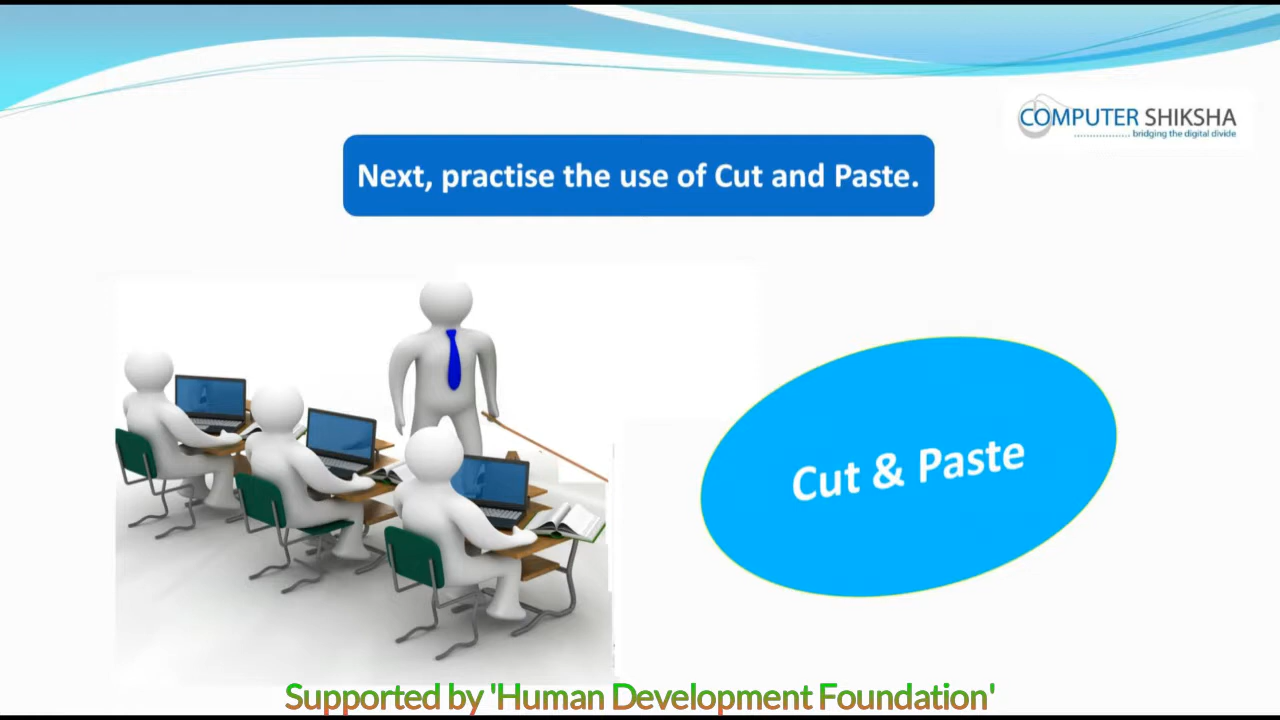 COMPUTER SHIKSHA
bridging the digital divide
Next, practise the use of Cut and Paste.
Cut & Paste
Supported by 'Human Development Foundation'